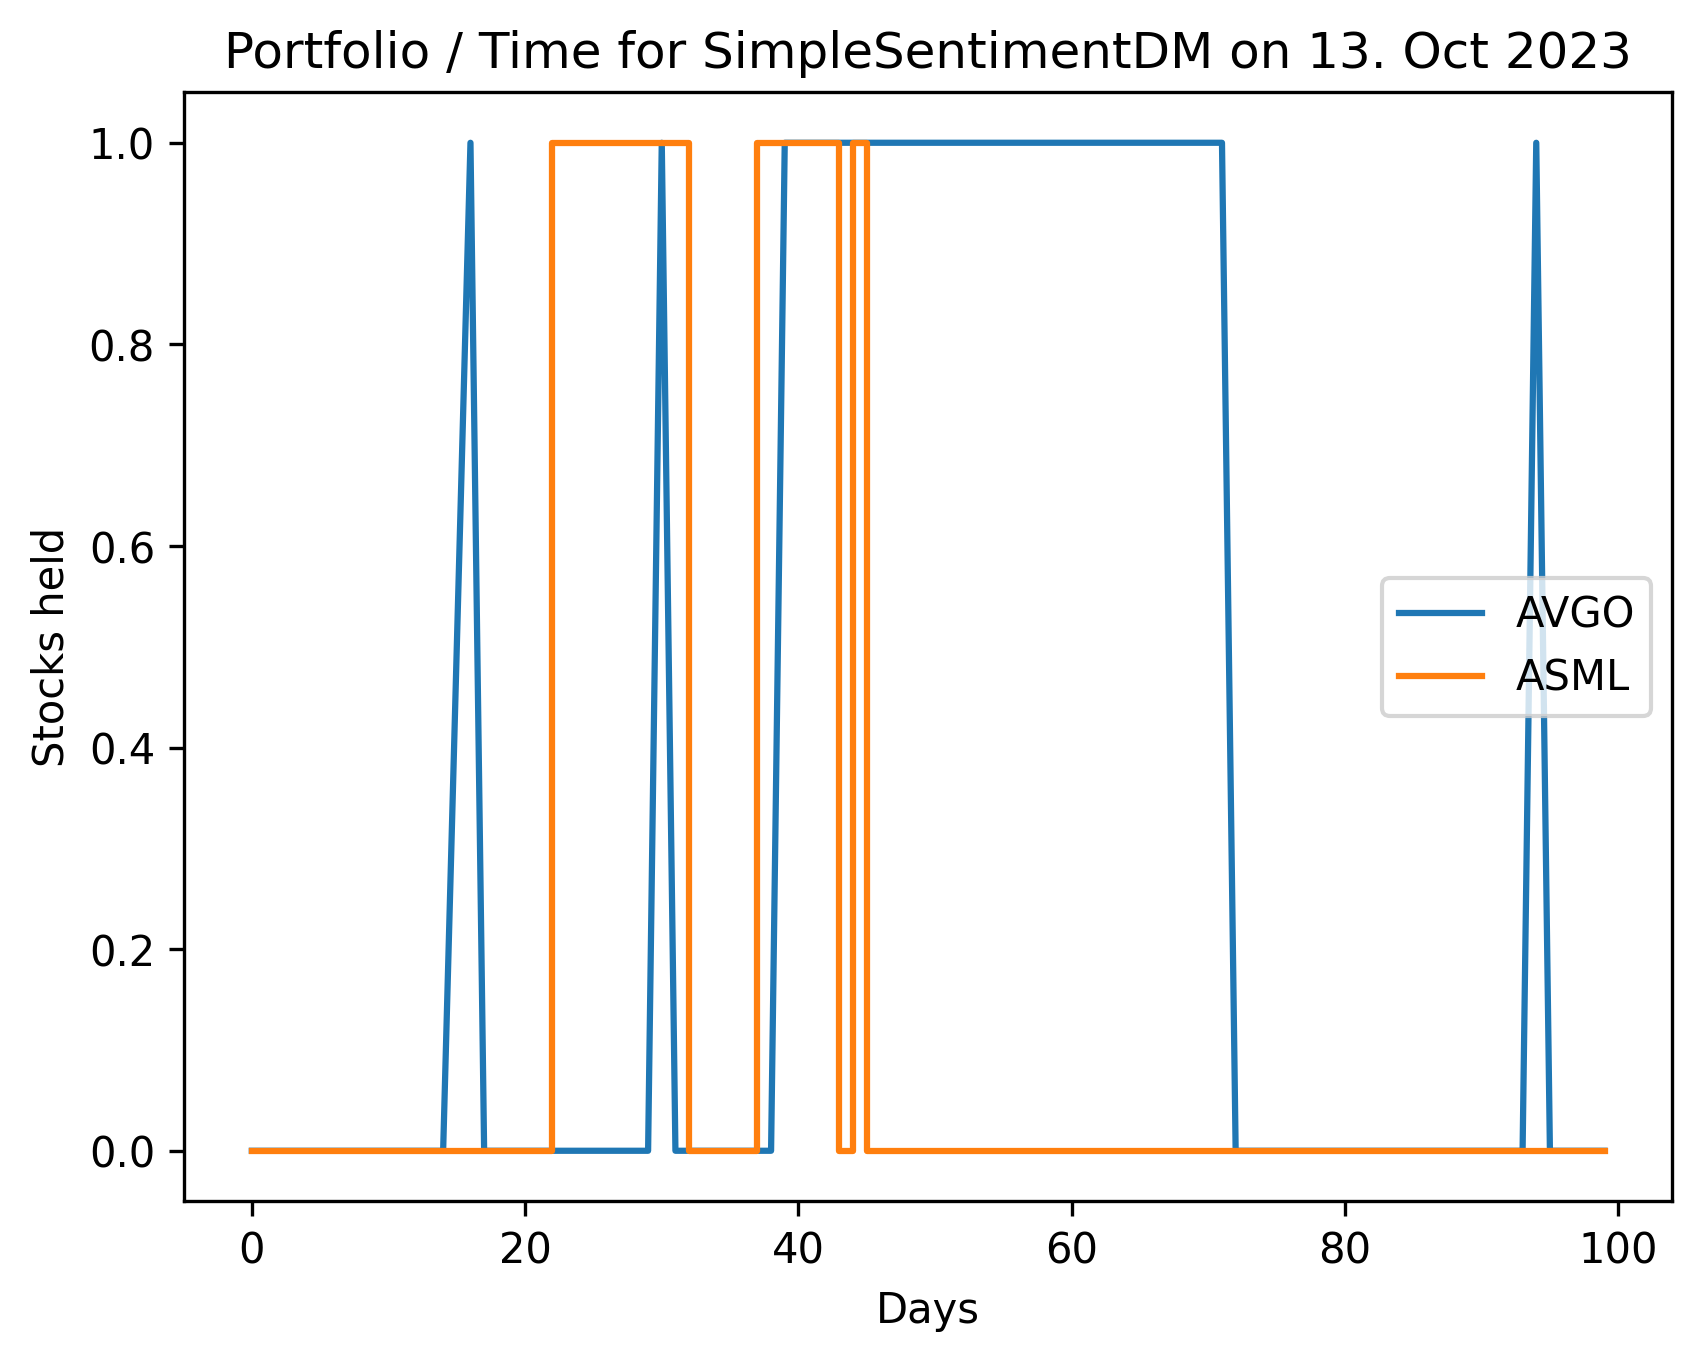 Portfolio / Time for SimpleSentimentDM on 13. Oct 2023
1.0
0.8
0.6
0.4
0.2
0.0
Stocks held
AVGO
ASML
0 20 40 60 80 100
Days